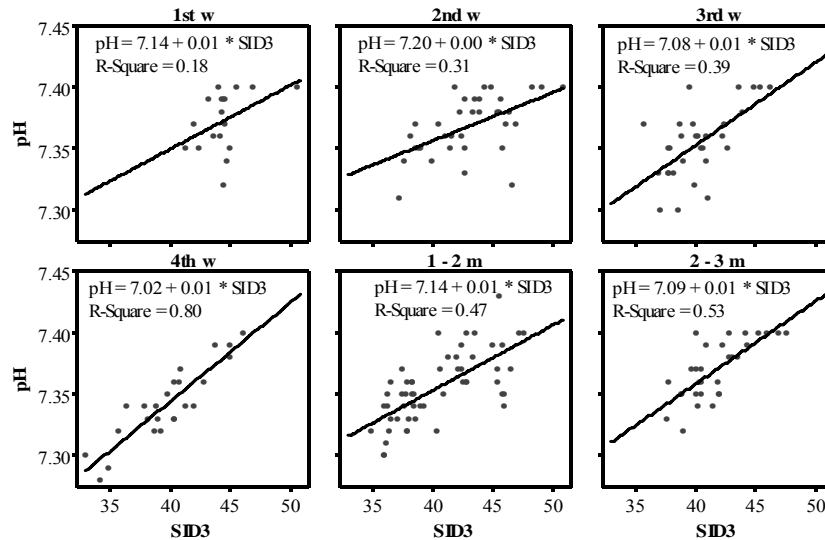 1st w
2nd w
3rd w
7.45
pH = 7.14 + 0.01 * SID3
R-Square = 0.18
pH = 7.20 + 0.00 * SID3
R-Square = 0.31
pH = 7.08 + 0.01 * SID3
R-Square = 0.39
7.40
pH
7.35
7.30
4th w
1 - 2 m
2 - 3 m
7.45
pH = 7.02 + 0.01 * SID3
R-Square = 0.80
pH = 7.14 + 0.01 * SID3
R-Square = 0.47
pH = 7.09 + 0.01 * SID3
R-Square = 0.53
7.40
pH
7.35
7.30
35 40 45 50
35 40 45 50
35 40 45 50
SID3
SID3
SID3